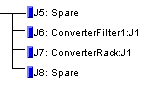 J5: Spare
J6: ConverterFilter1:J1
J7: ConverterRack:J1
J8: Spare